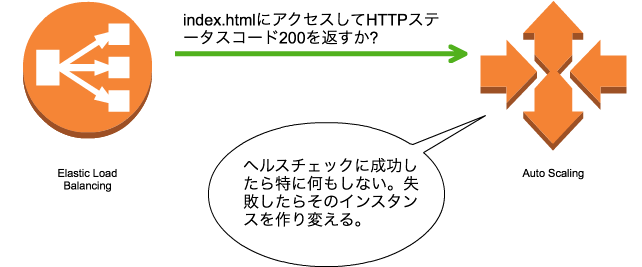 index.htmlにアクセスしてHTTPステ
ータスコード200を返すか?
Elastic Load
Balancing
ヘルスチェックに成功し
たら特に何もしない。失
敗したらそのインスタン
スを作り変える。
Auto Scaling